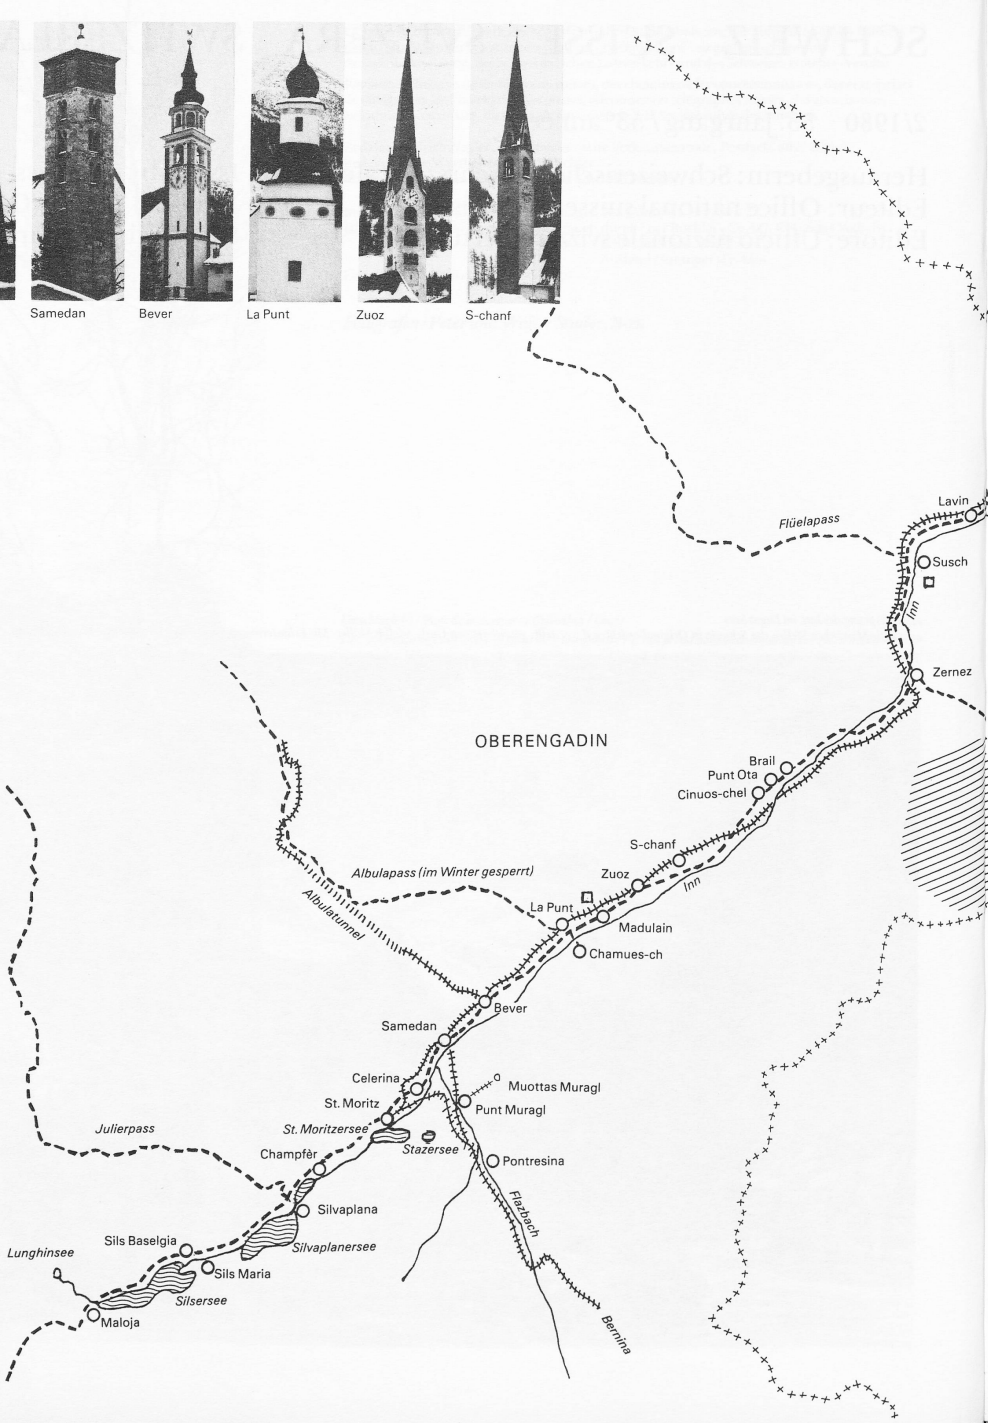 Samedan
Bever
La Punt
Zuoz
S-chanf
Lavin
Flüelapass
Susch
Inn
Zernez
OBERENGADIN
Brail
Punt Ota
Cinuos-chel
S-chanf
Albulapass (im Winter gesperrt)
Zuoz
Inn
La Punt
Albulatunnel
Madulain
Chamues-ch
Bever
Samedan
Celerina
Muottas Muragl
St. Moritz
Punt Muragl
Julierpass
St. Moritzersee
Stazersee
Champfèr
Pontresina
Flazbach
Silvaplana
Sils Baselgia
Silvaplanersee
Lunghinsee
Sils Maria
Silsersee
Maloja
Bernina